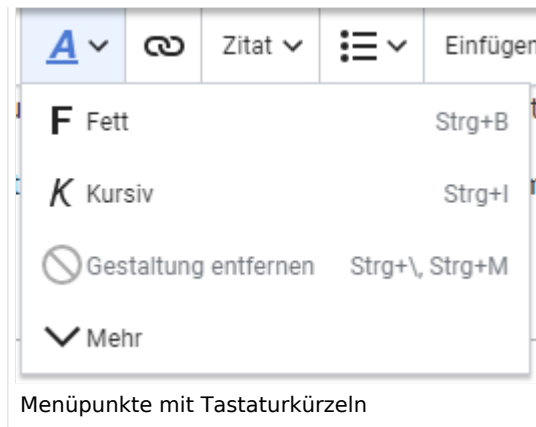 A Zitat Einfügen
F Fett Strg+B
K Kursiv Strg+I
Gestaltung entfernen Strg+\, Strg+M
Mehr
Menüpunkte mit Tastaturkürzeln